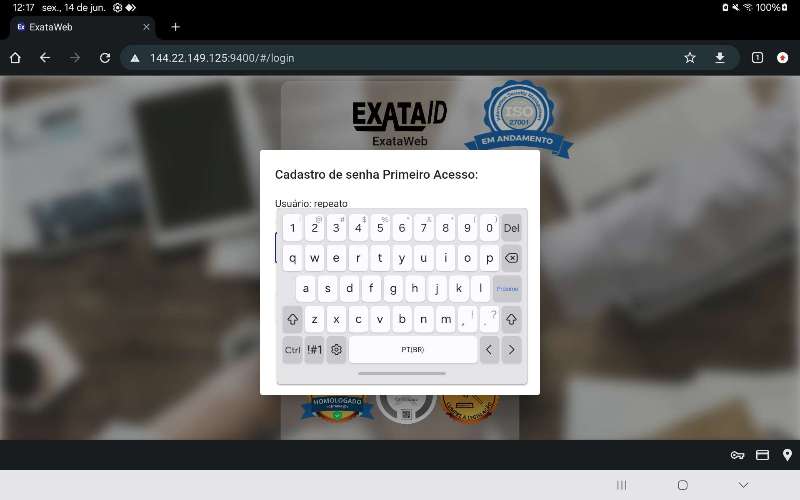 12:17 sex., 14 de jun.
100%
ExataWeb
144.22.149.125:9400/#/login
1
EXATAID
ExataWeb
ISO
27001
EM ANDAMENTO
Cadastro de senha Primeiro Acesso:
Usuário: repeato
1 2 3 4 5 6 7 8 9 0 Del
@ # $ % & * ( )
q w e r t y u i o p
a s d f g h j k l Próximo
z x c v b n m , ! . ?
Ctrl !#1 PT(BR) < >
HOMOLOGADO